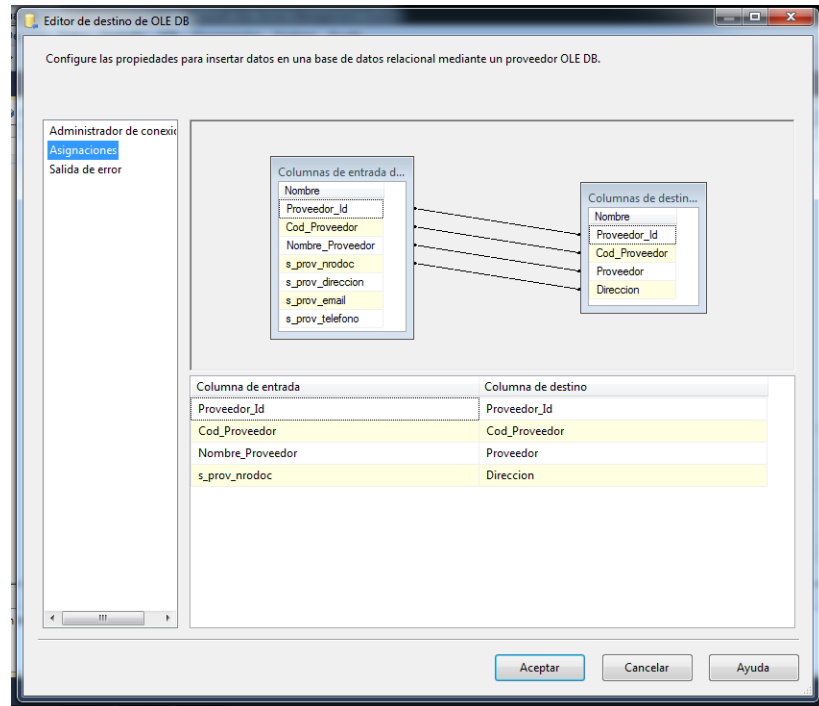 Editor de destino de OLE DB
Configure las propiedades para insertar datos en una base de datos relacional mediante un proveedor OLE DB.
Administrador de conexió
Asignaciones
Salida de error
Columnas de entrada d...
Nombre
Proveedor_Id
Cod_Proveedor
Nombre_Proveedor
s_prov_nrodoc
s_prov_direccion
s_prov_email
s_prov_telefono
Columnas de destin...
Nombre
Proveedor_Id
Cod_Proveedor
Proveedor
Direccion
Columna de entrada Columna de destino
Proveedor_Id Proveedor_Id
Cod_Proveedor Cod_Proveedor
Nombre_Proveedor Proveedor
s_prov_nrodoc Direccion
Aceptar Cancelar Ayuda